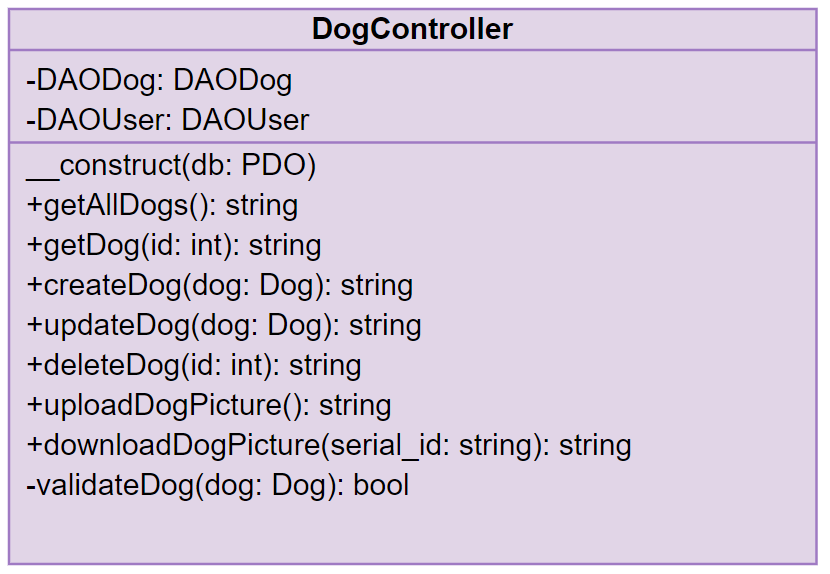 DogController
-DAODog: DAODog
-DAOUser: DAOUser
__construct(db: PDO)
+getAllDogs(): string
+getDog(id: int): string
+createDog(dog: Dog): string
+updateDog(dog: Dog): string
+deleteDog(id: int): string
+uploadDogPicture(): string
+downloadDogPicture(serial_id: string): string
-validateDog(dog: Dog): bool